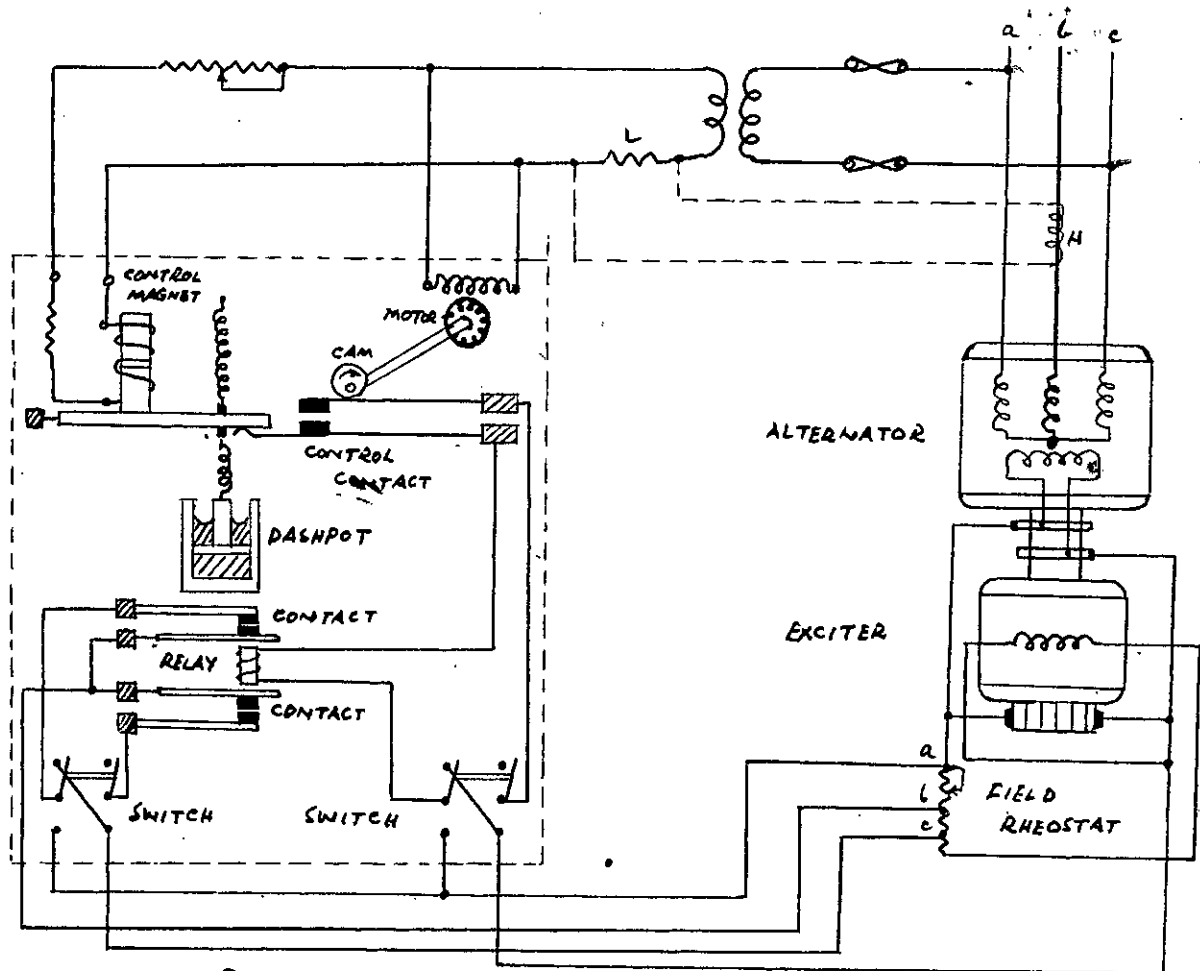 a b c
L
H
CONTROL
MAGNET
MOTOR
CAM
CONTROL
CONTACT
ALTERNATOR
DASHPOT
CONTACT
EXCITER
RELAY
CONTACT
a
FIELD
b
SWITCH
SWITCH
RHEOSTAT
c